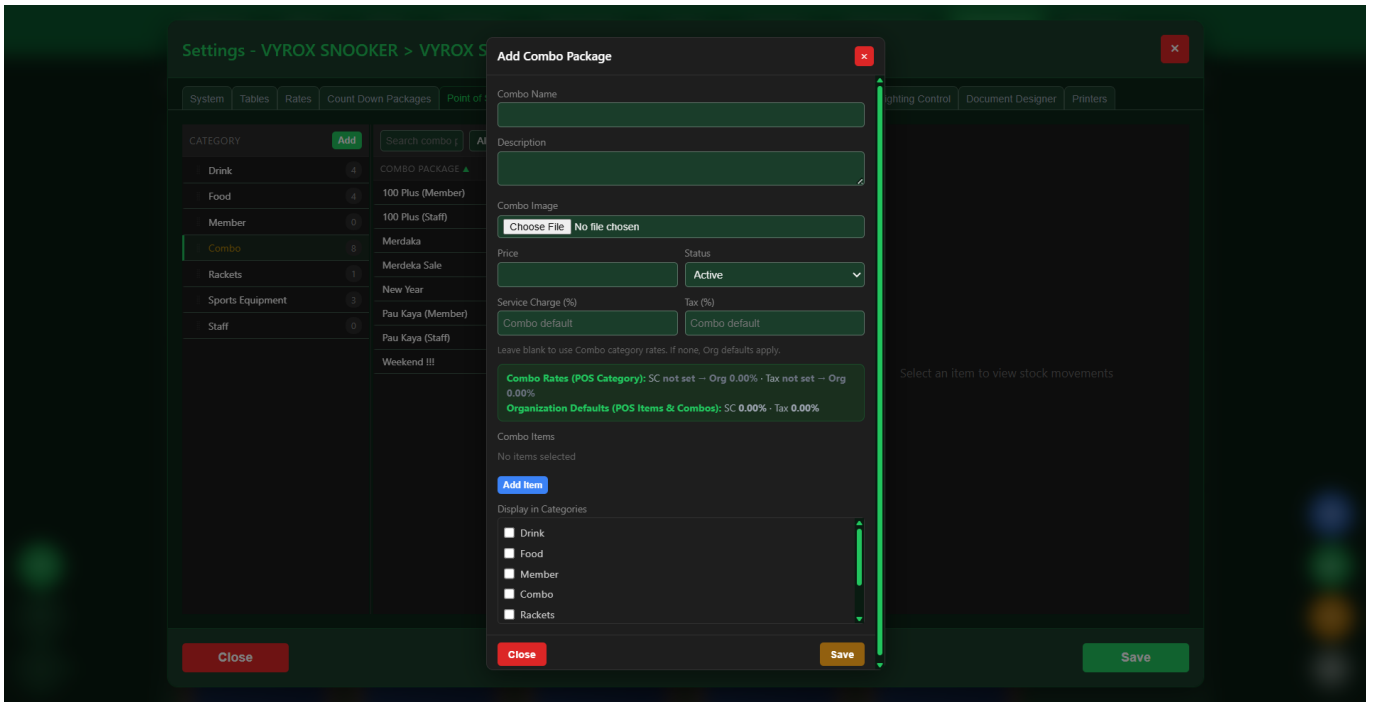 Settings - VYROX SNOOKER > VYROX S
×
System
Tables
Rates
Count Down Packages
Point of
ghting Control
Document Designer
Printers
CATEGORY
Add
Drink 4
Food 4
Member 0
Combo 8
Rackets 1
Sports Equipment 3
Staff 0
Search combo p
Al
COMBO PACKAGE ▲
100 Plus (Member)
100 Plus (Staff)
Merdaka
Merdeka Sale
New Year
Pau Kaya (Member)
Pau Kaya (Staff)
Weekend !!!
Select an item to view stock movements
Close
Save
Add Combo Package
×
Combo Name
Description
Combo Image
Choose File No file chosen
Price
Status
Active
Service Charge (%)
Tax (%)
Combo default
Combo default
Leave blank to use Combo category rates. If none, Org defaults apply.
Combo Rates (POS Category): SC not set → Org 0.00% · Tax not set → Org
0.00%
Organization Defaults (POS Items & Combos): SC 0.00% · Tax 0.00%
Combo Items
No items selected
Add Item
Display in Categories
Drink
Food
Member
Combo
Rackets
Close
Save